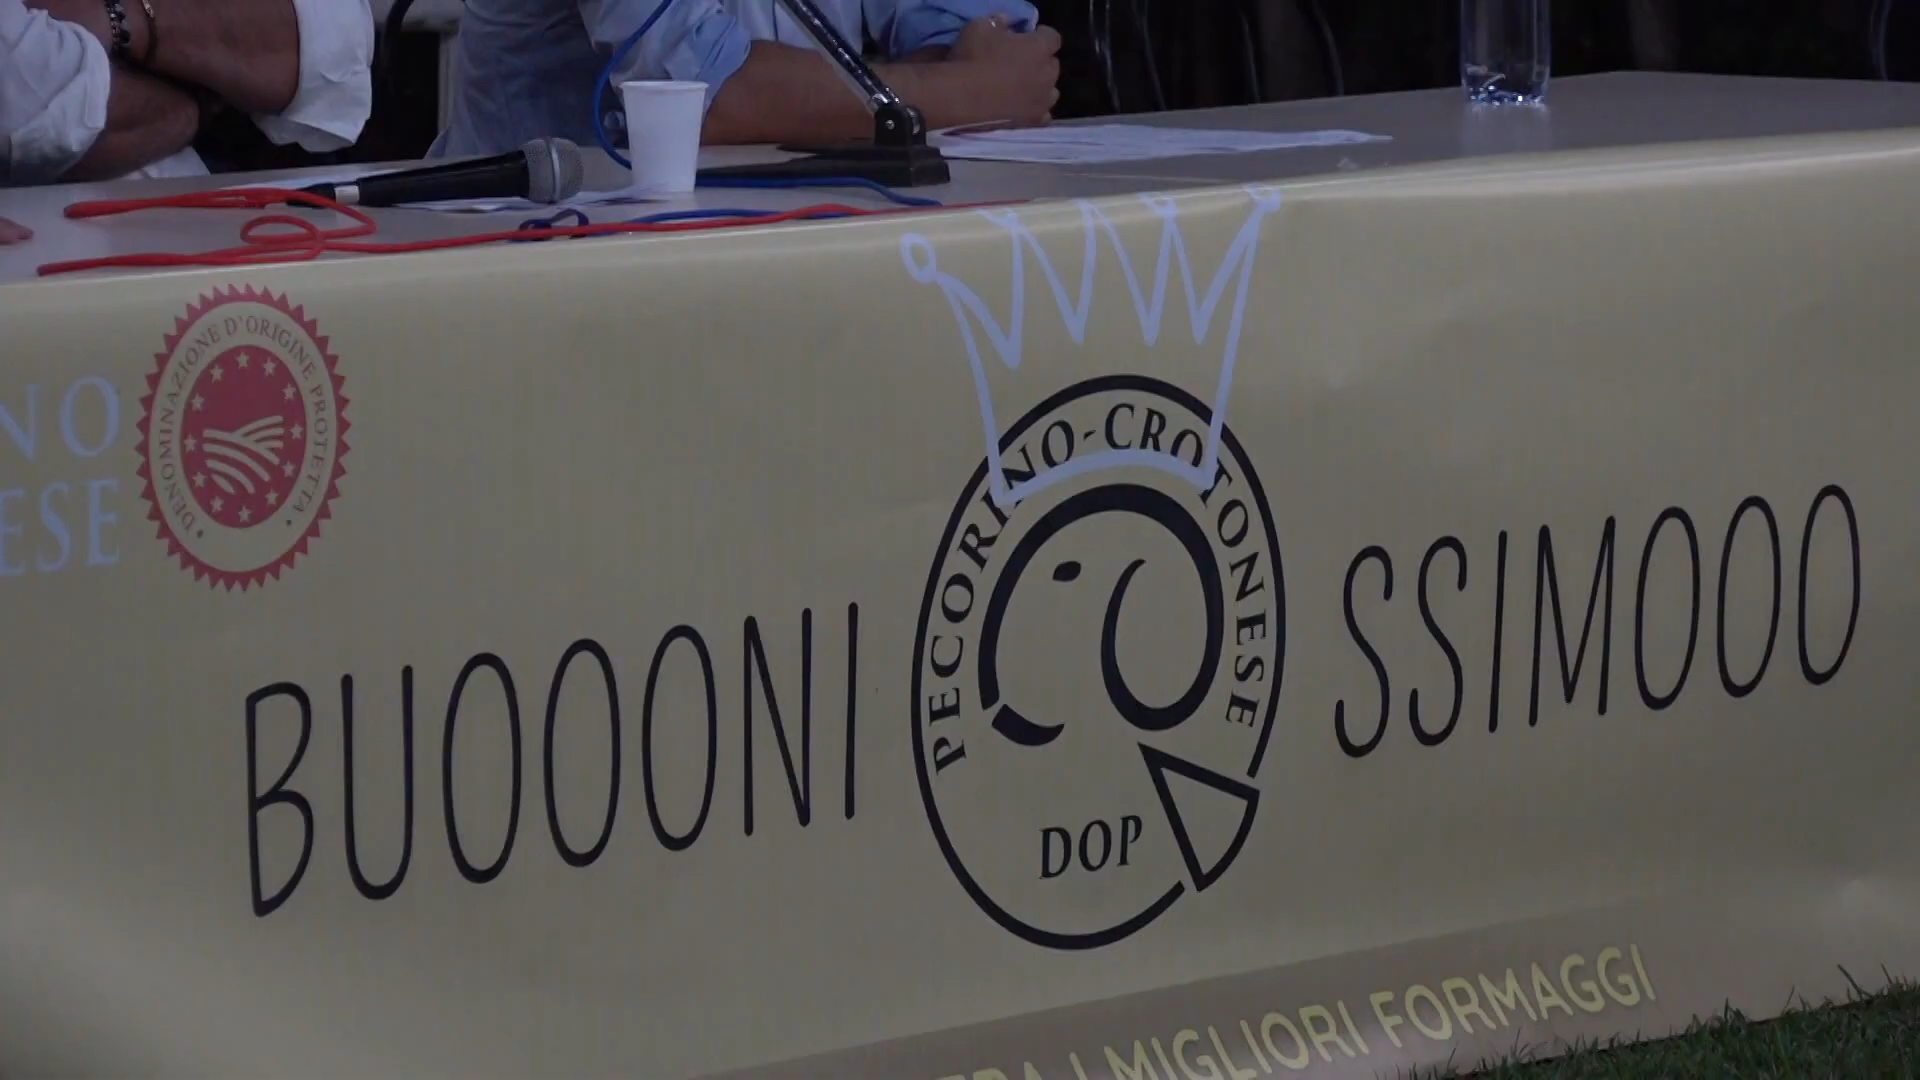 NO
ESE
DENOMINAZIONE D'ORIGINE PROTETTA
BUOOONI
PECORINO-CROTONESE
DOP
SSIMOOO
I MIGLIORI FORMAGGI